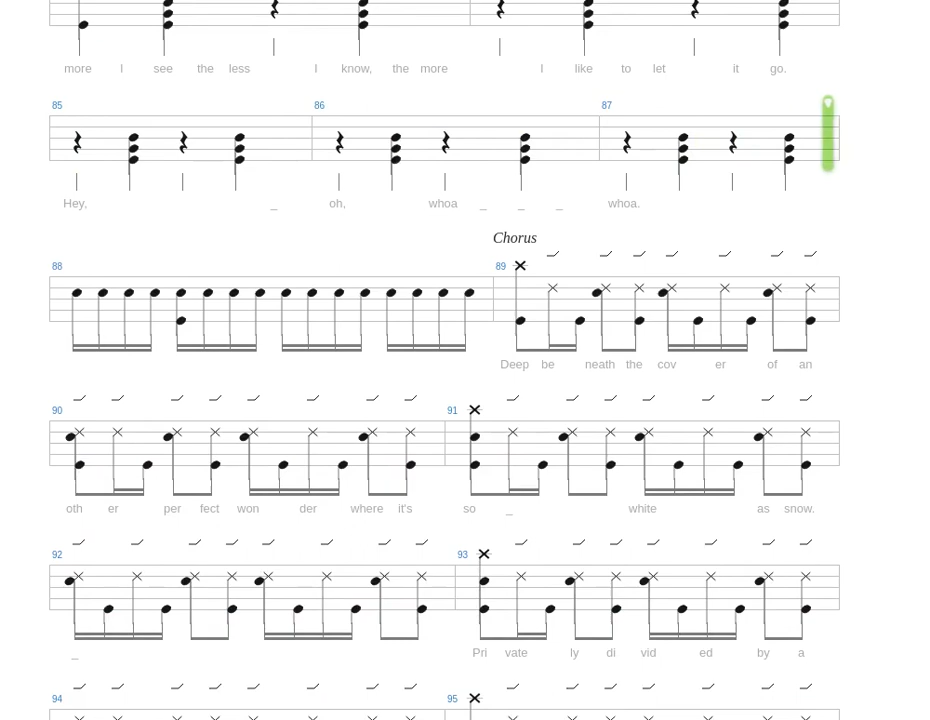 more I see the less I know, the more I like to let it go.
85 86 87
Hey, _ oh, whoa _ _ _ whoa.
Chorus
88 89
Deep be neath the cov er of an
90 91
oth er per fect won der where it's so _ white as snow.
92 93
_ Pri vate ly di vid ed by a
94 95